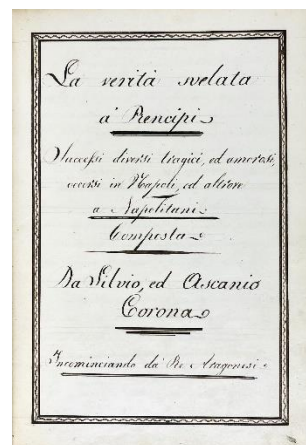 La verità svelata
á Prencipi
Successi diversi tragici, ed amorosi,
occorsi in Napoli, ed altrove
a Napolitani
Composta
Da Silvio, ed Ascanio
Corona
Incominciando da Re Aragonesi